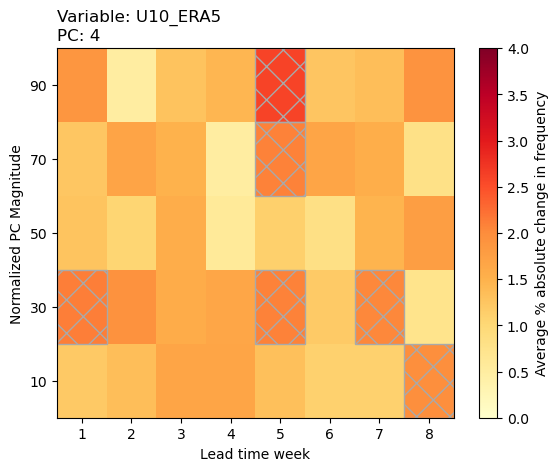 Variable: U10_ERA5
PC: 4
90
70
50
30
10
Normalized PC Magnitude
1 2 3 4 5 6 7 8
Lead time week
4.0
3.5
3.0
2.5
2.0
1.5
1.0
0.5
0.0
Average % absolute change in frequency